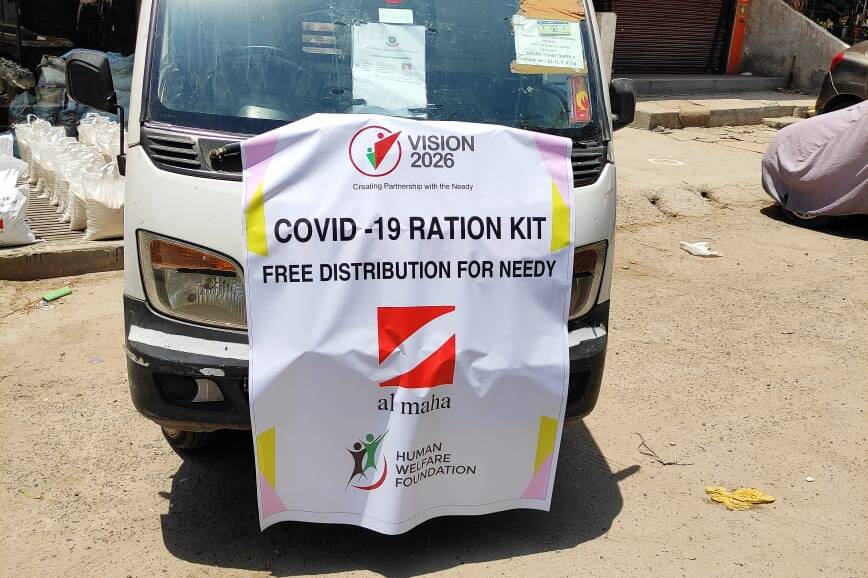 VISION
2026
Creating Partnership with the Needy
COVID -19 RATION KIT
FREE DISTRIBUTION FOR NEEDY
al maha
HUMAN
WELFARE
FOUNDATION